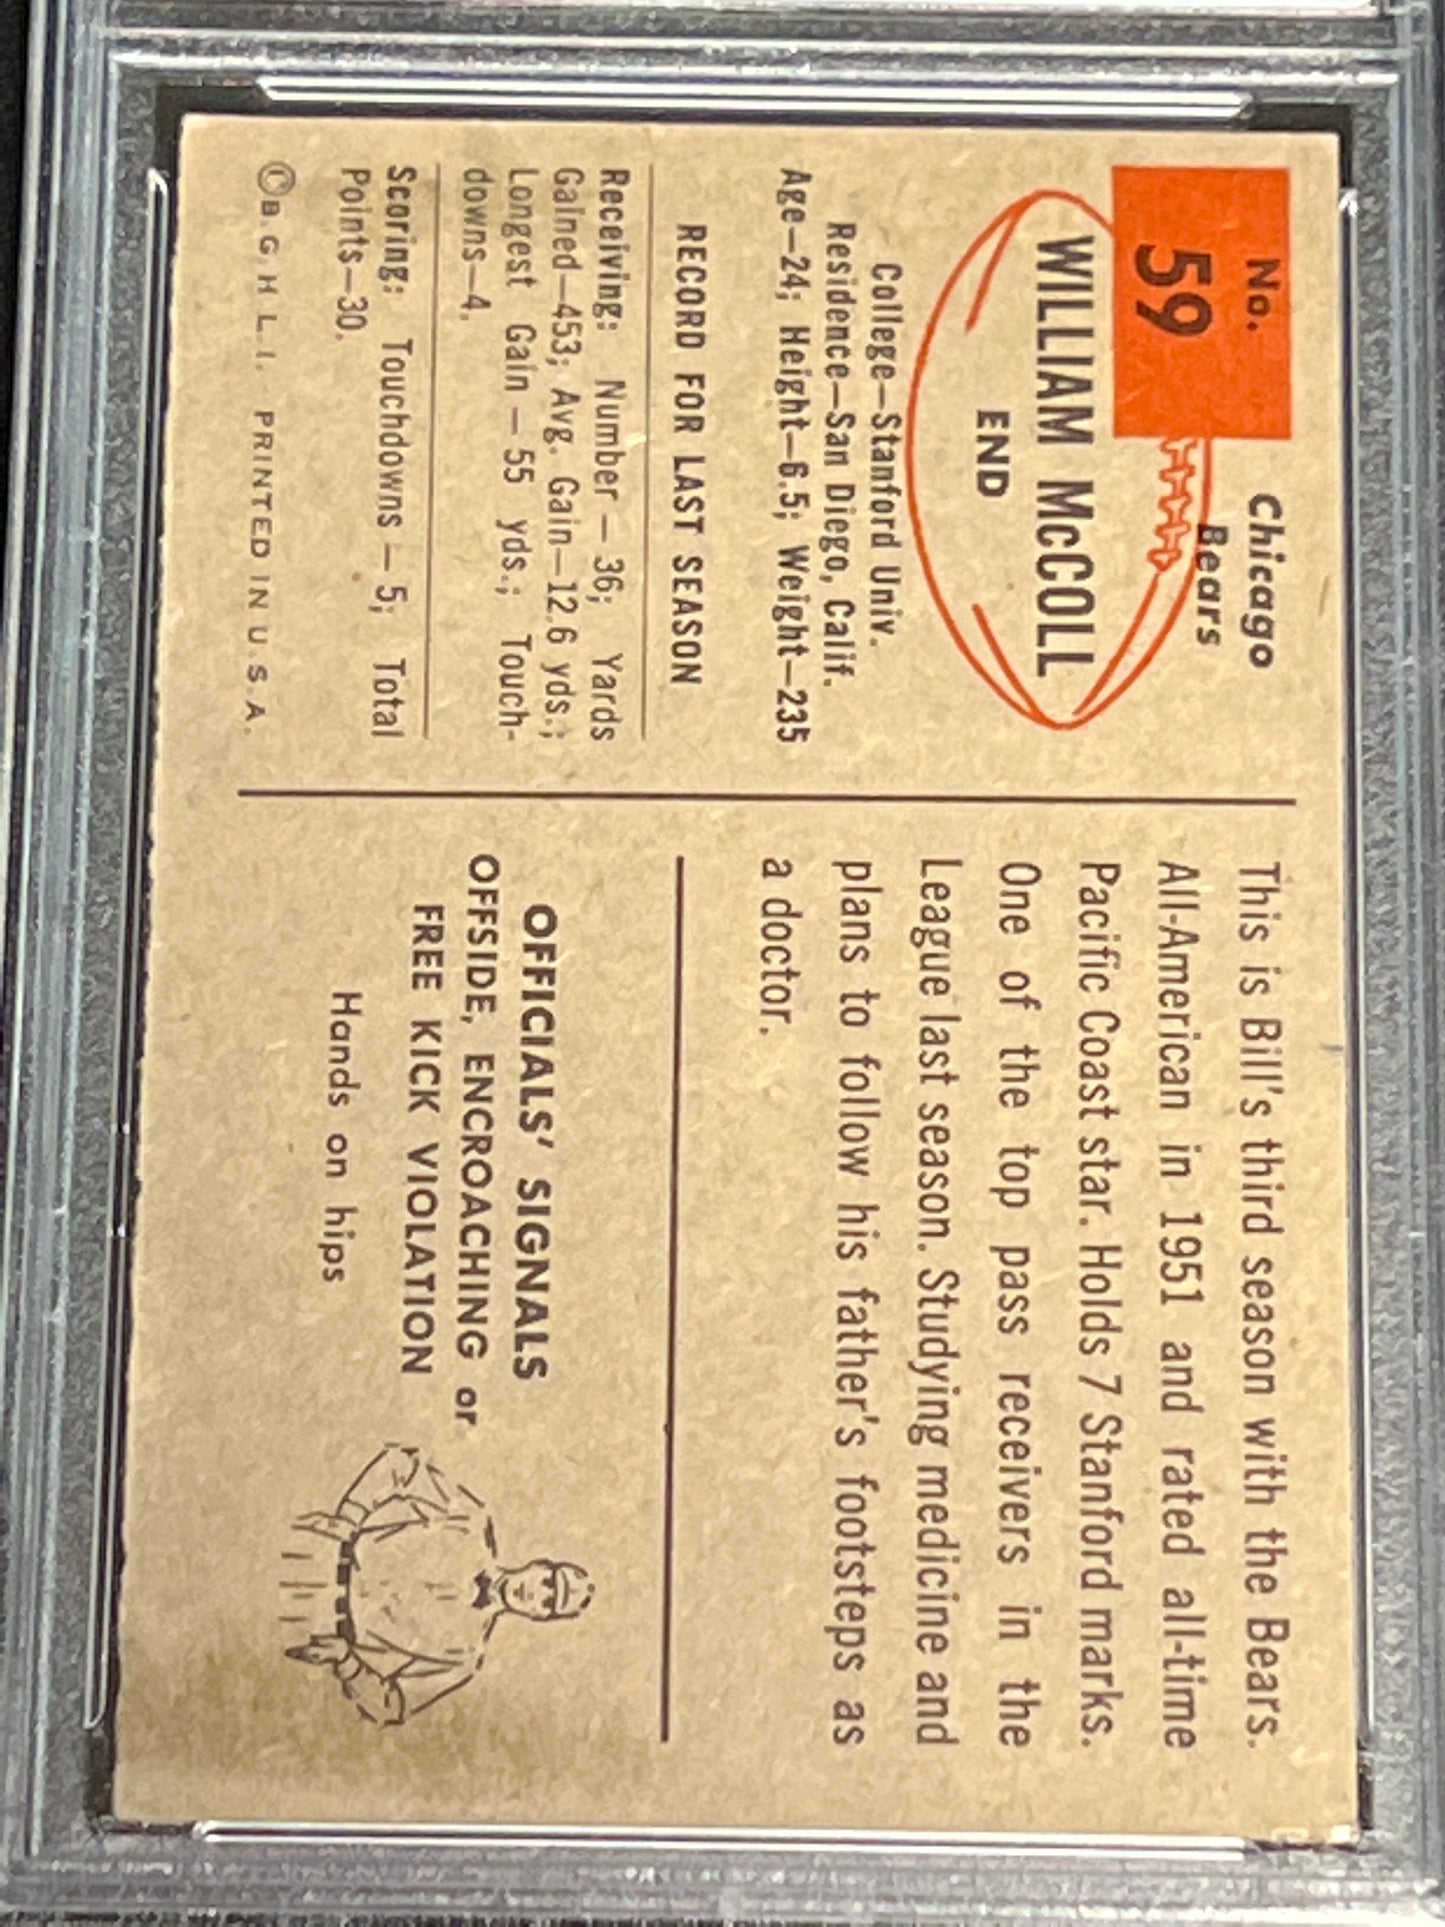 No.
59
Chicago
Bears
WILLIAM McCOLL
END
College—Stanford Univ.
Residence—San Diego, Calif.
Age—24; Height—6.5; Weight—235
RECORD FOR LAST SEASON
Receiving: Number — 36; Yards
Gained—453; Avg. Gain—12.6 yds.;
Longest Gain — 55 yds.; Touch-
downs—4.
Scoring: Touchdowns — 5; Total
Points—30.
©B.G.H L.I. PRINTED IN U.S.A.
This is Bill's third season with the Bears.
All-American in 1951 and rated all-time
Pacific Coast star. Holds 7 Stanford marks.
One of the top pass receivers in the
League last season. Studying medicine and
plans to follow his father's footsteps as
a doctor.
OFFICIALS' SIGNALS
OFFSIDE, ENCROACHING or
FREE KICK VIOLATION
Hands on hips